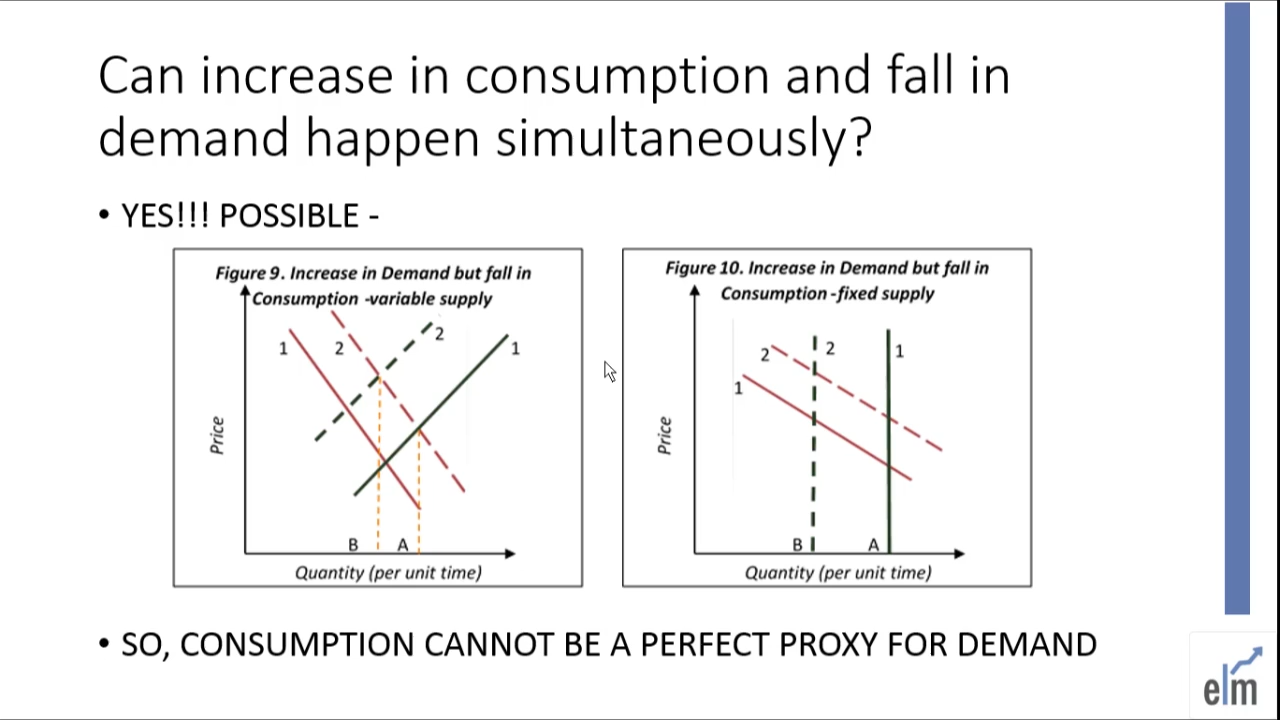 Can increase in consumption and fall in
demand happen simultaneously?
• YES!!! POSSIBLE -
Figure 9. Increase in Demand but fall in
Consumption -variable supply
1
2
2
1
Price
B
A
Quantity (per unit time)
Figure 10. Increase in Demand but fall in
Consumption -fixed supply
2
2
1
1
Price
B
A
Quantity (per unit time)
• SO, CONSUMPTION CANNOT BE A PERFECT PROXY FOR DEMAND
elm